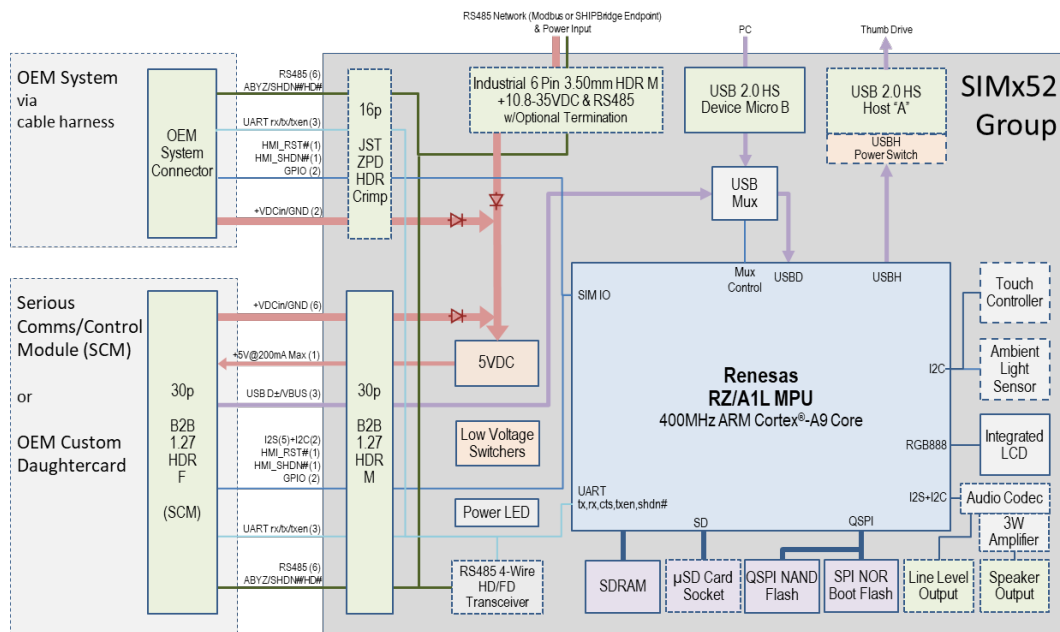 RS485 Network (Modbus or SHIPBridge Endpoint)
& Power Input
PC
Thumb Drive
OEM System
via
cable harness
OEM
System
Connector
RS485 (6)
ABYZ/SHDN##/HD#
UART rx/tx/txen (3)
HMI_RST# (1)
HMI_SHDN# (1)
GPIO (2)
+VDCin/GND (2)
16p
JST
ZPD
HDR
Crimp
Industrial 6 Pin 3.50mm HDR M
+10.8-35VDC & RS485
w/Optional Termination
USB 2.0 HS
Device Micro B
USB 2.0 HS
Host “A”
USBH
Power Switch
SIMx52
Group
USB
Mux
Mux
Control
USBD
USBH
SIM IO
Renesas
RZ/A1L MPU
400MHz ARM Cortex®-A9 Core
I2C
RGB888
I2S+I2C
UART
tx,rx,cts,txen,shdn#
SD
QSPI
Touch
Controller
Ambient
Light
Sensor
Integrated
LCD
Audio Codec
3W
Amplifier
Serious
Comms/Control
Module (SCM)
or
OEM Custom
Daughtercard
30p
B2B
1.27
HDR
F
(SCM)
+VDCin/GND (6)
+5V@200mA Max (1)
USB D±/VBUS (3)
I2S(5)+I2C(2)
HMI_RST# (1)
HMI_SHDN# (1)
GPIO (2)
UART rx/tx/txen (3)
RS485 (6)
ABYZ/SHDN##/HD#
30p
B2B
1.27
HDR
M
5VDC
Low Voltage
Switchers
Power LED
RS485 4-Wire
HD/FD
Transceiver
SDRAM
µSD Card
Socket
QSPI NAND
Flash
SPI NOR
Boot Flash
Line Level
Output
Speaker
Output